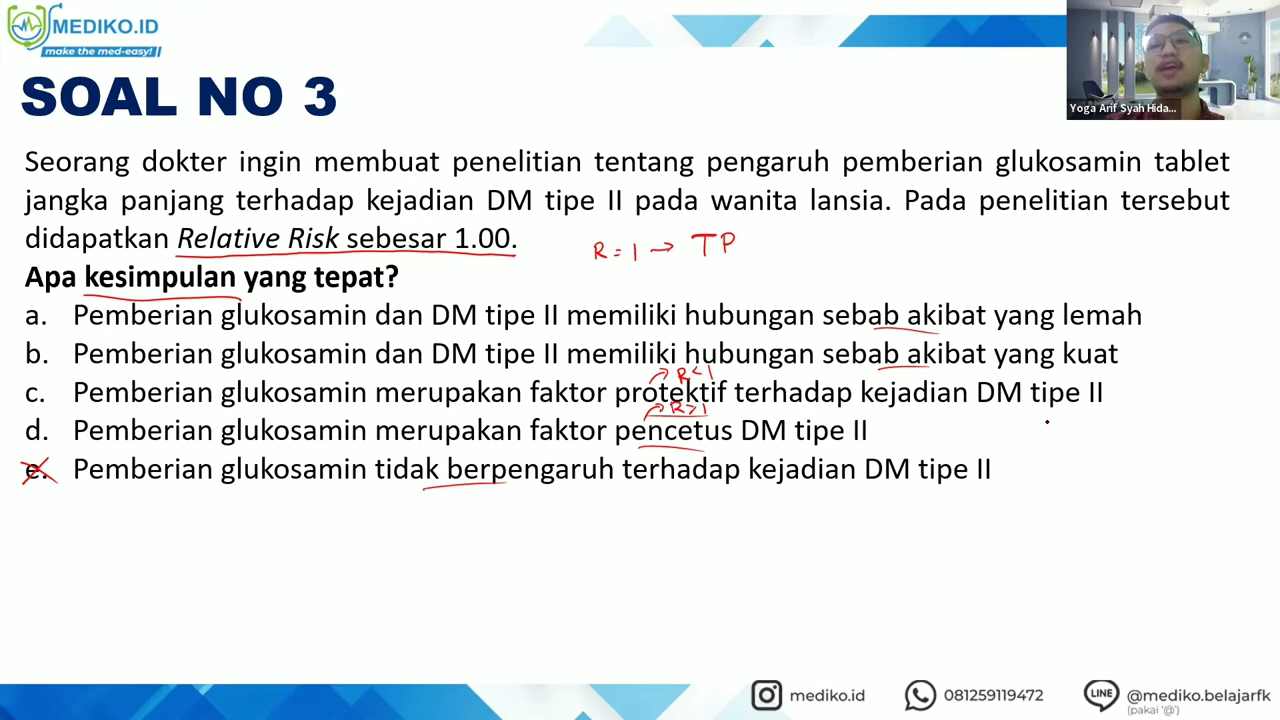 MEDIKO.ID
make the med-easy!
Yoga Arif Syah Hida...
SOAL NO 3
Seorang dokter ingin membuat penelitian tentang pengaruh pemberian glukosamin tablet
jangka panjang terhadap kejadian DM tipe II pada wanita lansia. Pada penelitian tersebut
didapatkan Relative Risk sebesar 1.00.
R = 1 → TP
Apa kesimpulan yang tepat?
a. Pemberian glukosamin dan DM tipe II memiliki hubungan sebab akibat yang lemah
b. Pemberian glukosamin dan DM tipe II memiliki hubungan sebab akibat yang kuat
→ R < 1
c. Pemberian glukosamin merupakan faktor protektif terhadap kejadian DM tipe II
→ R > 1
d. Pemberian glukosamin merupakan faktor pencetus DM tipe II
e. Pemberian glukosamin tidak berpengaruh terhadap kejadian DM tipe II
mediko.id
081259119472
LINE
@mediko.belajarfk
(pakai '@')